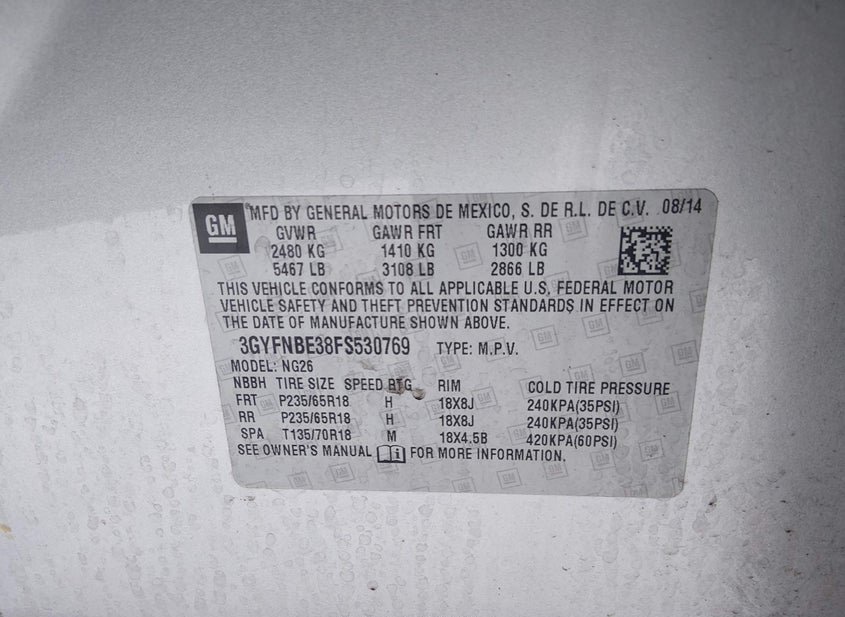 GM
MFD BY GENERAL MOTORS DE MEXICO, S. DE R.L. DE C.V. 08/14
GVWR GAWR FRT GAWR RR
2480 KG 1410 KG 1300 KG
5467 LB 3108 LB 2866 LB
THIS VEHICLE CONFORMS TO ALL APPLICABLE U.S. FEDERAL MOTOR
VEHICLE SAFETY AND THEFT PREVENTION STANDARDS IN EFFECT ON
THE DATE OF MANUFACTURE SHOWN ABOVE.
3GYFNBE38FS530769 TYPE: M.P.V.
MODEL: NG26
NBBH TIRE SIZE SPEED RTG RIM COLD TIRE PRESSURE
FRT P235/65R18 H 18X8J 240KPA(35PSI)
RR P235/65R18 H 18X8J 240KPA(35PSI)
SPA T135/70R18 M 18X4.5B 420KPA(60PSI)
SEE OWNER'S MANUAL FOR MORE INFORMATION.